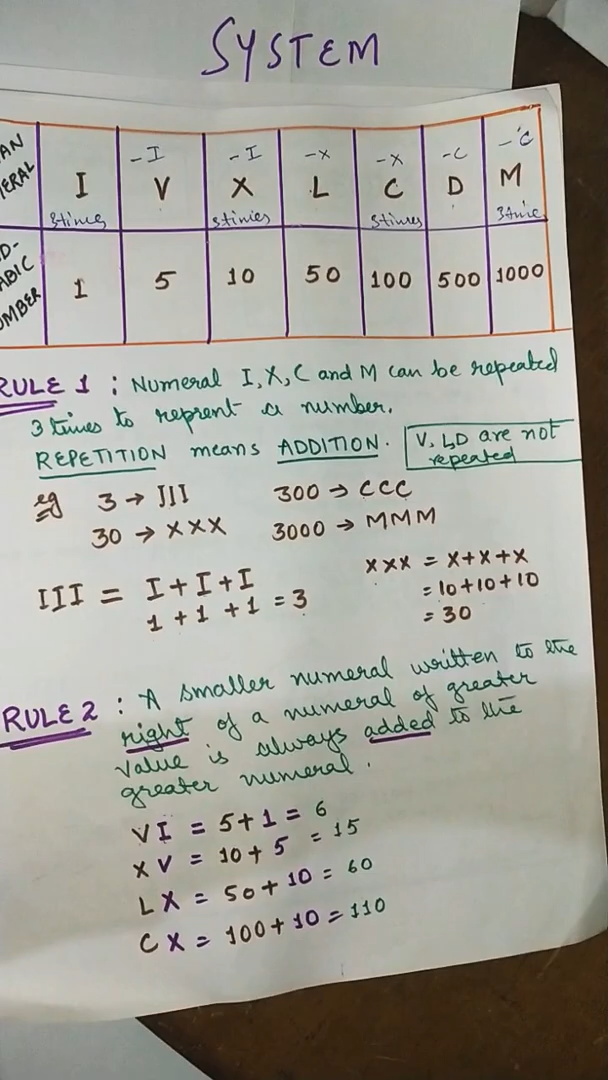 SYSTEM
-I -I -X -X -C -C
I V X L C D M
3times 3times 3times
1 5 10 50 100 500 1000
RULE 1 : Numeral I, X, C and M can be repeated
3 times to reprent a number.
REPETITION means ADDITION. V, LD are not
repeated
eg 3 → III 300 → CCC
30 → XXX 3000 → MMM
III = I + I + I
1 + 1 + 1 = 3
XXX = X+X+X
= 10+10+10
= 30
RULE 2 : A smaller numeral written to the
right of a numeral of greater
value is always added to the
greater numeral.
VI = 5+1 = 6
XV = 10+5 = 15
LX = 50+10 = 60
CX = 100+10 = 110